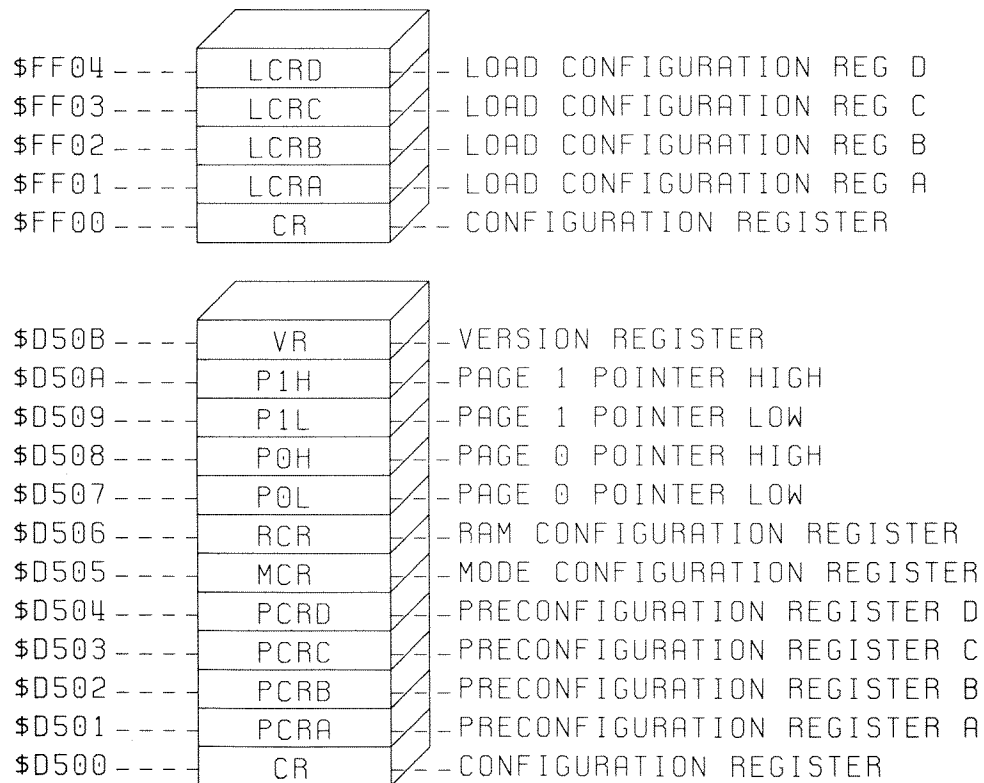 $FF04 LCRD LOAD CONFIGURATION REG D
$FF03 LCRC LOAD CONFIGURATION REG C
$FF02 LCRB LOAD CONFIGURATION REG B
$FF01 LCRA LOAD CONFIGURATION REG A
$FF00 CR CONFIGURATION REGISTER
$D50B VR VERSION REGISTER
$D50A P1H PAGE 1 POINTER HIGH
$D509 P1L PAGE 1 POINTER LOW
$D508 P0H PAGE 0 POINTER HIGH
$D507 P0L PAGE 0 POINTER LOW
$D506 RCR RAM CONFIGURATION REGISTER
$D505 MCR MODE CONFIGURATION REGISTER
$D504 PCRD PRECONFIGURATION REGISTER D
$D503 PCRC PRECONFIGURATION REGISTER C
$D502 PCRB PRECONFIGURATION REGISTER B
$D501 PCRA PRECONFIGURATION REGISTER A
$D500 CR CONFIGURATION REGISTER